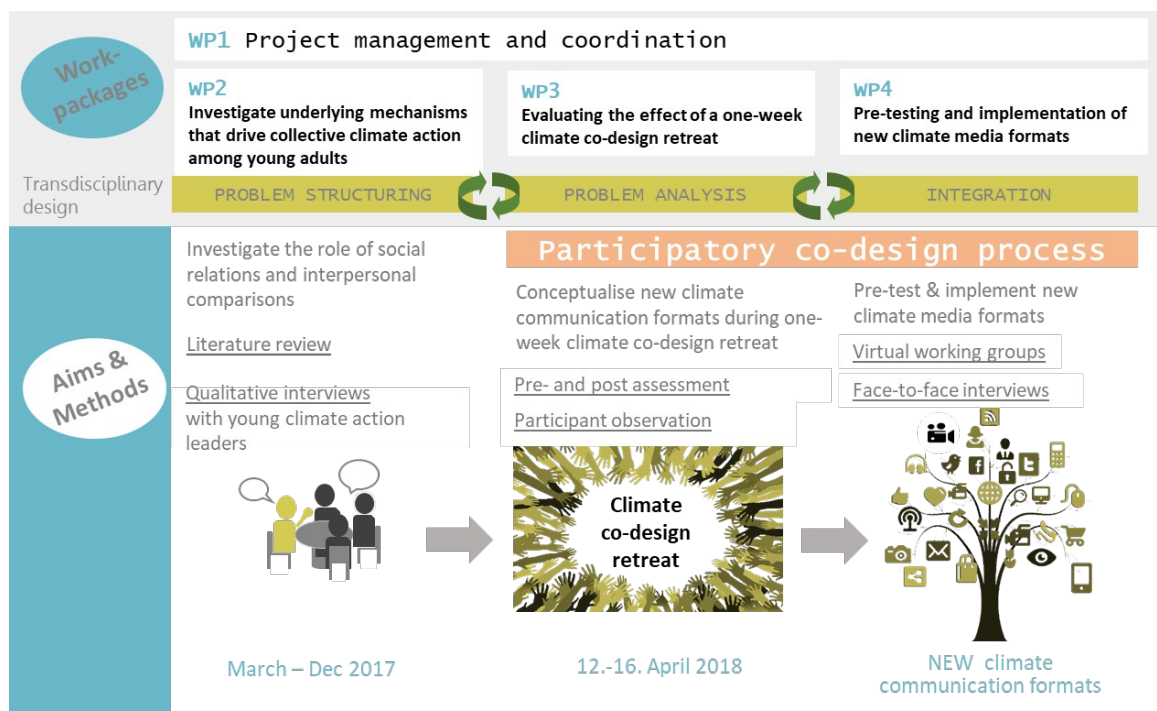 Work-
packages
WP1 Project management and coordination
WP2
Investigate underlying mechanisms
that drive collective climate action
among young adults
WP3
Evaluating the effect of a one-week
climate co-design retreat
WP4
Pre-testing and implementation of
new climate media formats
Transdisciplinary
design
PROBLEM STRUCTURING
PROBLEM ANALYSIS
INTEGRATION
Aims &
Methods
Investigate the role of social
relations and interpersonal
comparisons
Literature review
Qualitative interviews
with young climate action
leaders
Participatory co-design process
Conceptualise new climate
communication formats during one-
week climate co-design retreat
Pre- and post assessment
Participant observation
Pre-test & implement new
climate media formats
Virtual working groups
Face-to-face interviews
Climate
co-design
retreat
March – Dec 2017
12.-16. April 2018
NEW climate
communication formats